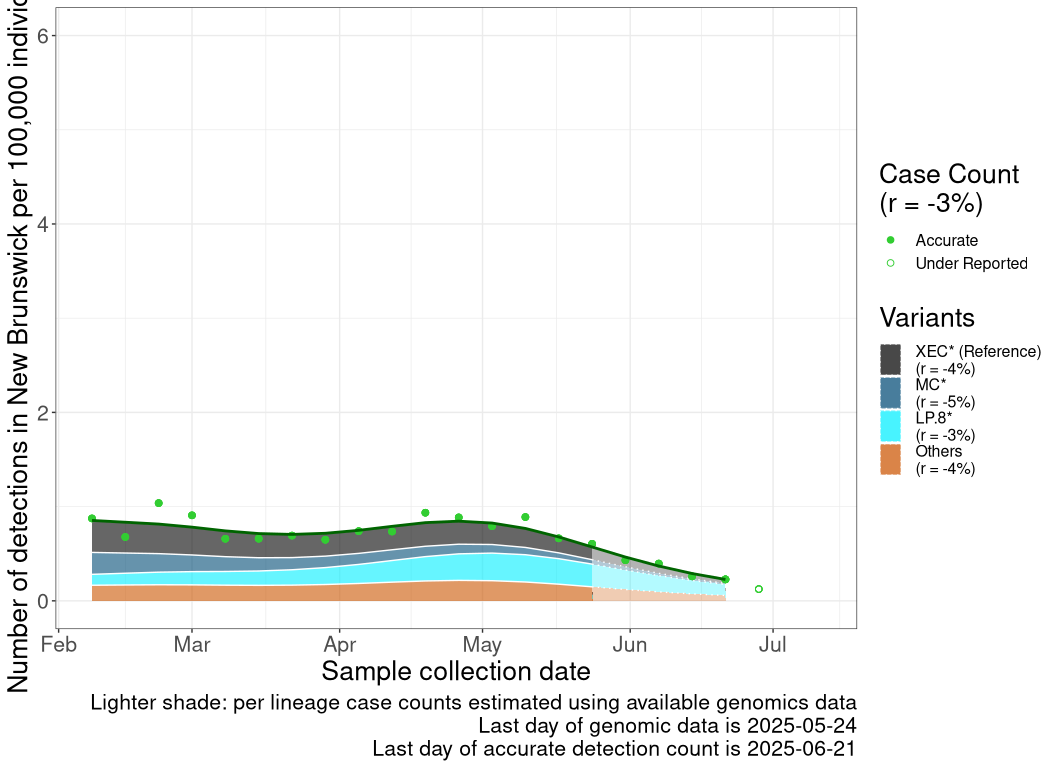 Number of detections in New Brunswick per 100,000
6
4
2
0
Feb Mar Apr May Jun Jul
Sample collection date
Lighter shade: per lineage case counts estimated using available genomics data
Last day of genomic data is 2025-05-24
Last day of accurate detection count is 2025-06-21
Case Count
(r = -3%)
Accurate
Under Reported
Variants
XEC* (Reference)
(r = -4%)
MC*
(r = -5%)
LP.8*
(r = -3%)
Others
(r = -4%)